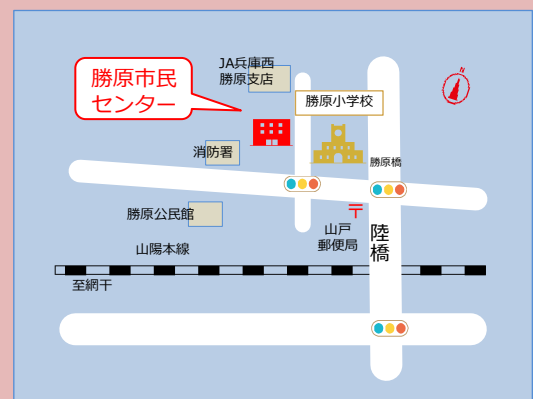 JA兵庫西
勝原支店
勝原市民
センター
N
勝原小学校
消防署
勝原橋
勝原公民館
〒
山戸
郵便局
陸橋
山陽本線
至網干